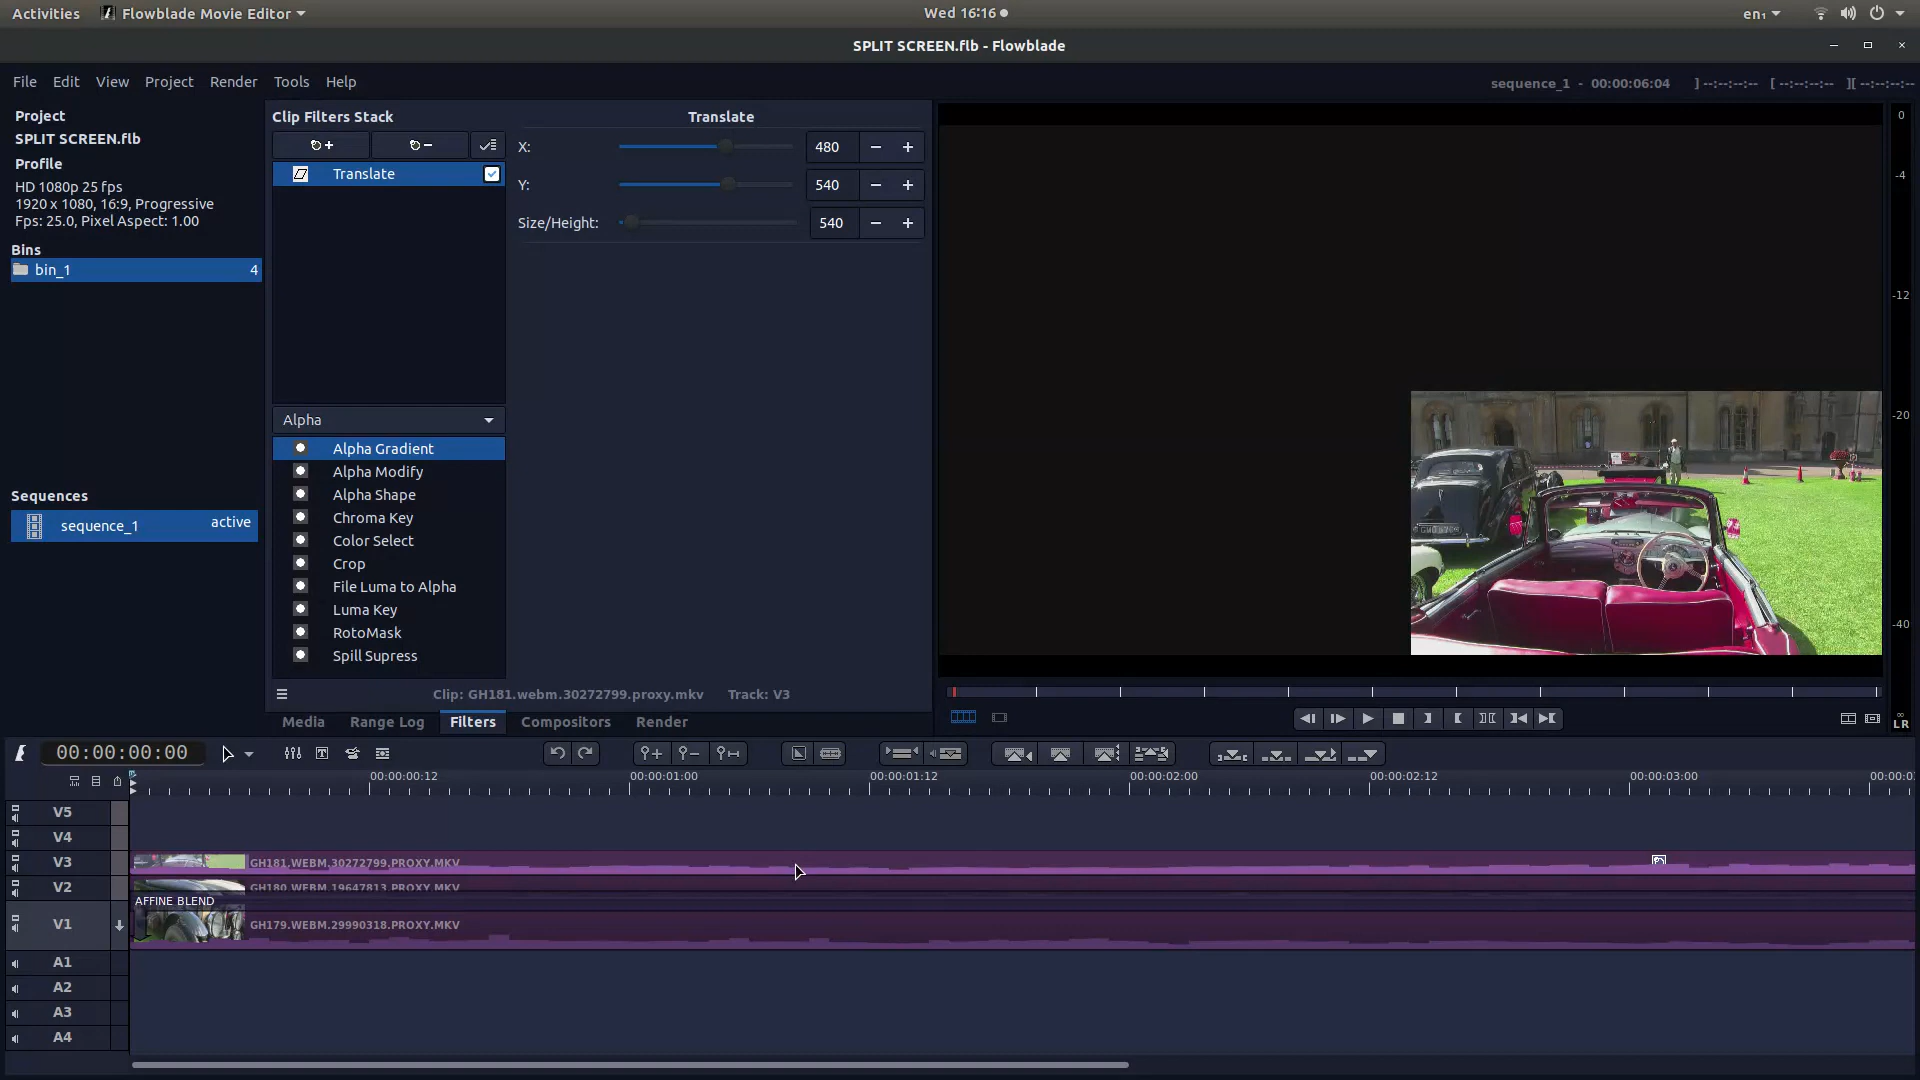 Activities
Flowblade Movie Editor
Wed 16:16
en₁
SPLIT SCREEN.flb - Flowblade
File Edit View Project Render Tools Help
sequence_1 - 00:00:06:04
]--:--:--:-- [--:--:--:-- ][--:--:--:--
Project
SPLIT SCREEN.flb
Profile
HD 1080p 25 fps
1920 x 1080, 16:9, Progressive
Fps: 25.0, Pixel Aspect: 1.00
Bins
bin_1 4
Sequences
sequence_1 active
Clip Filters Stack
Translate
Alpha
Alpha Gradient
Alpha Modify
Alpha Shape
Chroma Key
Color Select
Crop
File Luma to Alpha
Luma Key
RotoMask
Spill Supress
Translate
X: 480
Y: 540
Size/Height: 540
Clip: GH181.webm.30272799.proxy.mkv Track: V3
Media Range Log Filters Compositors Render
0
-4
-12
-20
-40
∞
LR
00:00:00:00
00:00:00:12 00:00:01:00 00:00:01:12 00:00:02:00 00:00:02:12 00:00:03:00
V5
V4
V3 GH181.WEBM.30272799.PROXY.MKV
V2 GH180.WEBM.19647813.PROXY.MKV
AFFINE BLEND
V1 GH179.WEBM.29990318.PROXY.MKV
A1
A2
A3
A4